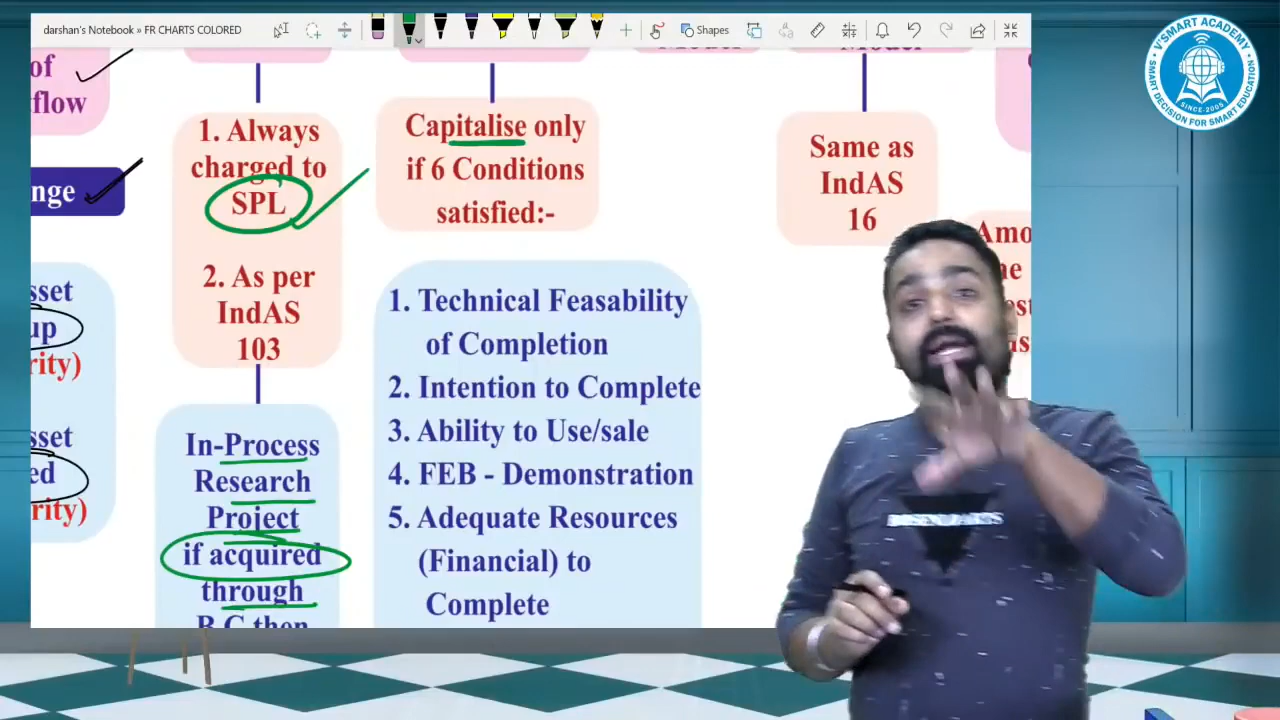 darshan's Notebook » FR CHARTS COLORED
Shapes
V'SMART ACADEMY
SINCE-2005
SMART DECISION FOR SMART EDUCATION
of
flow
nge
sset
up
rity)
sset
ed
rity)
1. Always
charged to
SPL
2. As per
IndAS
103
In-Process
Research
Project
if acquired
through
B.C then
Capitalise only
if 6 Conditions
satisfied:-
1. Technical Feasability
of Completion
2. Intention to Complete
3. Ability to Use/sale
4. FEB - Demonstration
5. Adequate Resources
(Financial) to
Complete
Model
Same as
IndAS
16
Amo